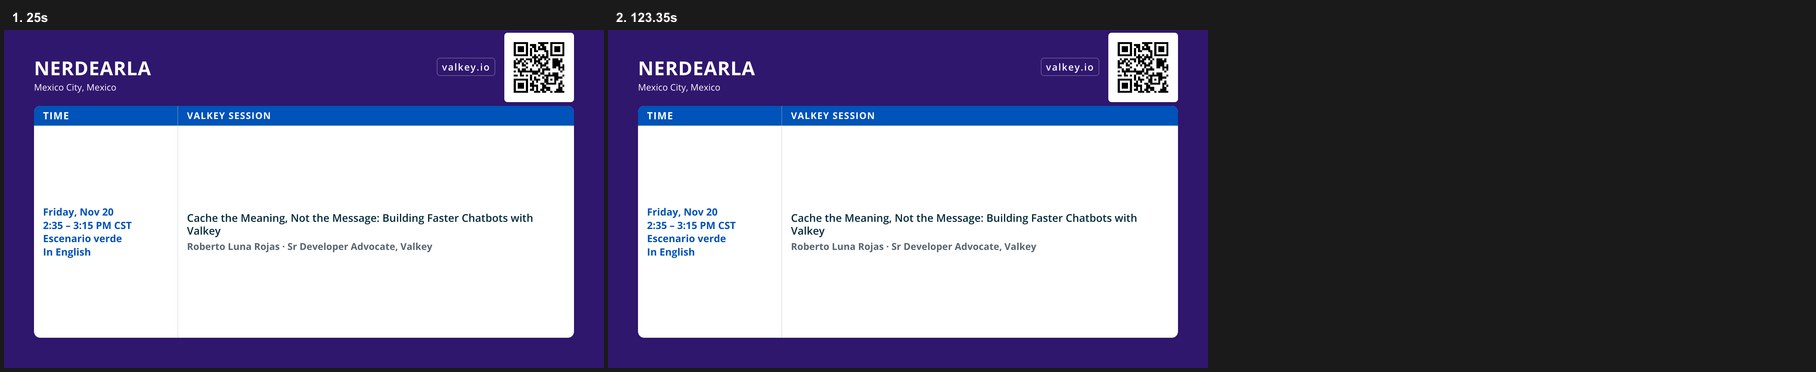 1. 25s
NERDEARLA
Mexico City, Mexico
valkey.io
TIME
VALKEY SESSION
Friday, Nov 20
2:35 – 3:15 PM CST
Escenario verde
In English
Cache the Meaning, Not the Message: Building Faster Chatbots with
Valkey
Roberto Luna Rojas · Sr Developer Advocate, Valkey
2. 123.35s
NERDEARLA
Mexico City, Mexico
valkey.io
TIME
VALKEY SESSION
Friday, Nov 20
2:35 – 3:15 PM CST
Escenario verde
In English
Cache the Meaning, Not the Message: Building Faster Chatbots with
Valkey
Roberto Luna Rojas · Sr Developer Advocate, Valkey